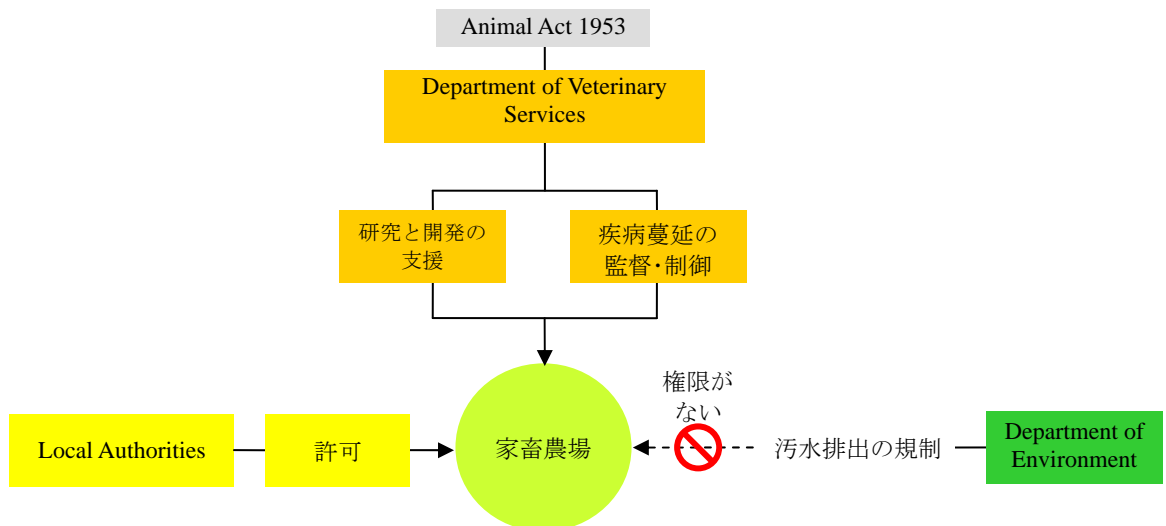 Animal Act 1953
Department of Veterinary
Services
研究と開発の
支援
疾病蔓延の
監督･制御
権限が
ない
Local Authorities
許可
家畜農場
汚水排出の規制
Department of
Environment